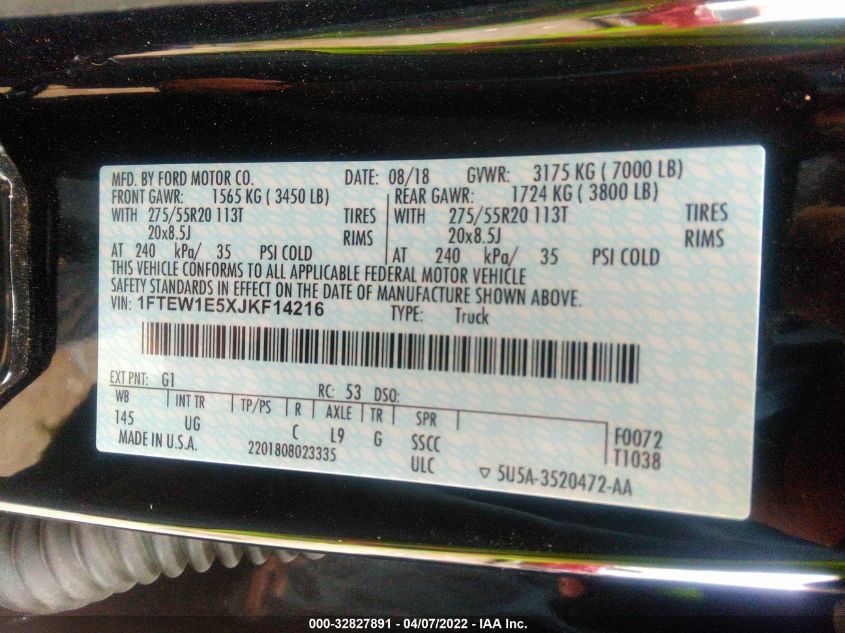 MFD. BY FORD MOTOR CO. DATE: 08/18 GVWR: 3175 KG ( 7000 LB)
FRONT GAWR: 1565 KG ( 3450 LB) REAR GAWR: 1724 KG ( 3800 LB)
WITH 275/55R20 113T TIRES WITH 275/55R20 113T TIRES
20x8.5J RIMS 20x8.5J RIMS
AT 240 kPa/ 35 PSI COLD AT 240 kPa/ 35 PSI COLD
THIS VEHICLE CONFORMS TO ALL APPLICABLE FEDERAL MOTOR VEHICLE
SAFETY STANDARDS IN EFFECT ON THE DATE OF MANUFACTURE SHOWN ABOVE.
VIN: 1FTEW1E5XJKF14216 TYPE: Truck
EXT PNT: G1 RC: 53 DSO:
WB INT TR TP/PS R AXLE TR SPR
145 UG C L9 G SSCC F0072
MADE IN U.S.A. 2201808023335 ULC T1038
▽ 5U5A-3520472-AA
000-32827891 - 04/07/2022 - IAA Inc.